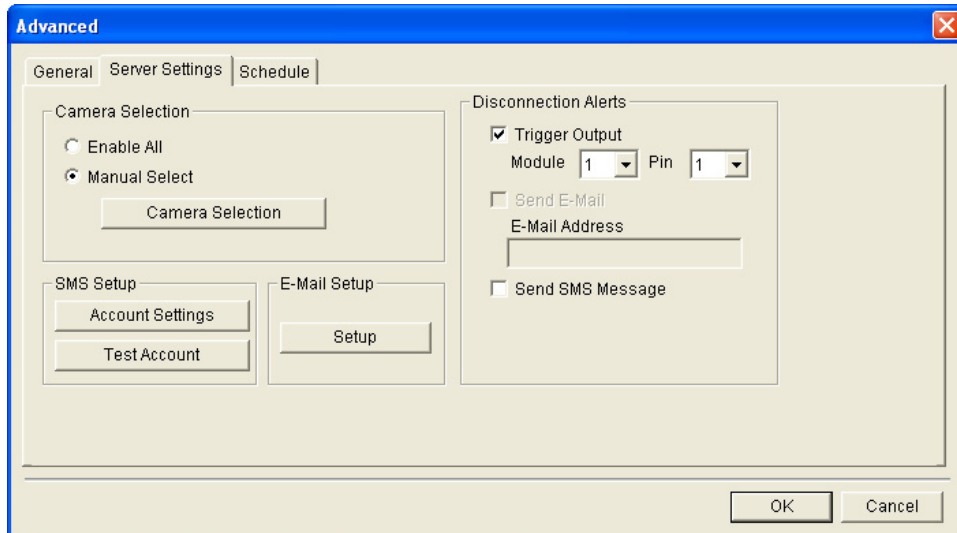 Advanced
General Server Settings Schedule
Camera Selection
Enable All
Manual Select
Camera Selection
SMS Setup
Account Settings
Test Account
E-Mail Setup
Setup
Disconnection Alerts
Trigger Output
Module 1 Pin 1
Send E-Mail
E-Mail Address
Send SMS Message
OK Cancel